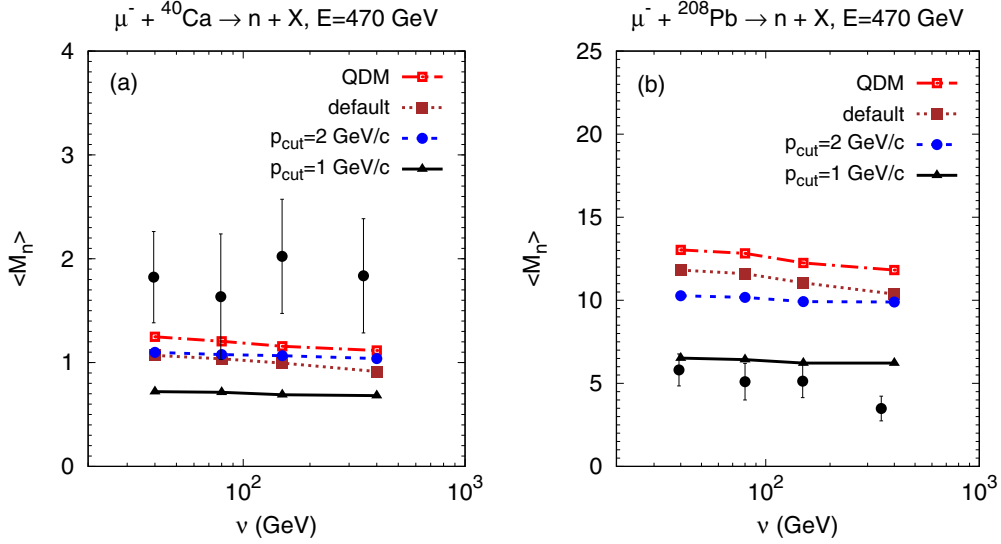 μ⁻ + ⁴⁰Ca → n + X, E=470 GeV
(a)
QDM
default
p_cut=2 GeV/c
p_cut=1 GeV/c
<M_n>
4
3
2
1
0
10²
10³
ν (GeV)
μ⁻ + ²⁰⁸Pb → n + X, E=470 GeV
(b)
QDM
default
p_cut=2 GeV/c
p_cut=1 GeV/c
<M_n>
25
20
15
10
5
0
10²
10³
ν (GeV)